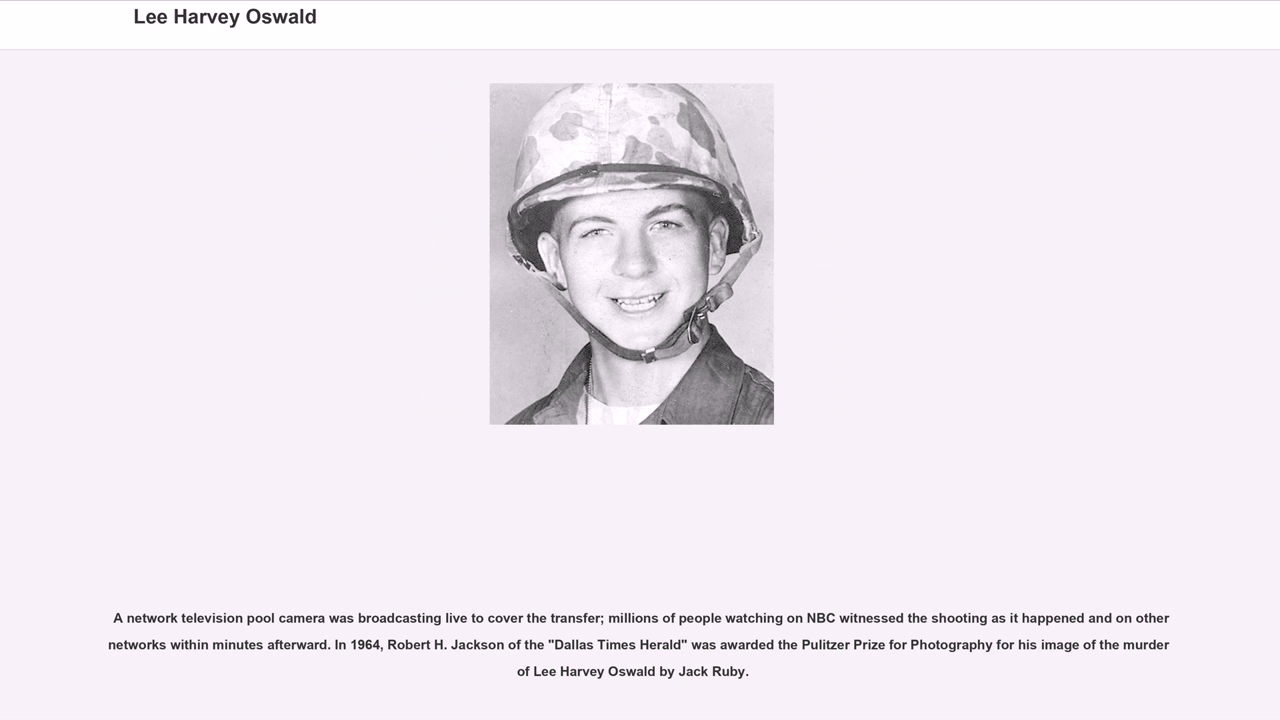 Lee Harvey Oswald
A network television pool camera was broadcasting live to cover the transfer; millions of people watching on NBC witnessed the shooting as it happened and on other
networks within minutes afterward. In 1964, Robert H. Jackson of the "Dallas Times Herald" was awarded the Pulitzer Prize for Photography for his image of the murder
of Lee Harvey Oswald by Jack Ruby.